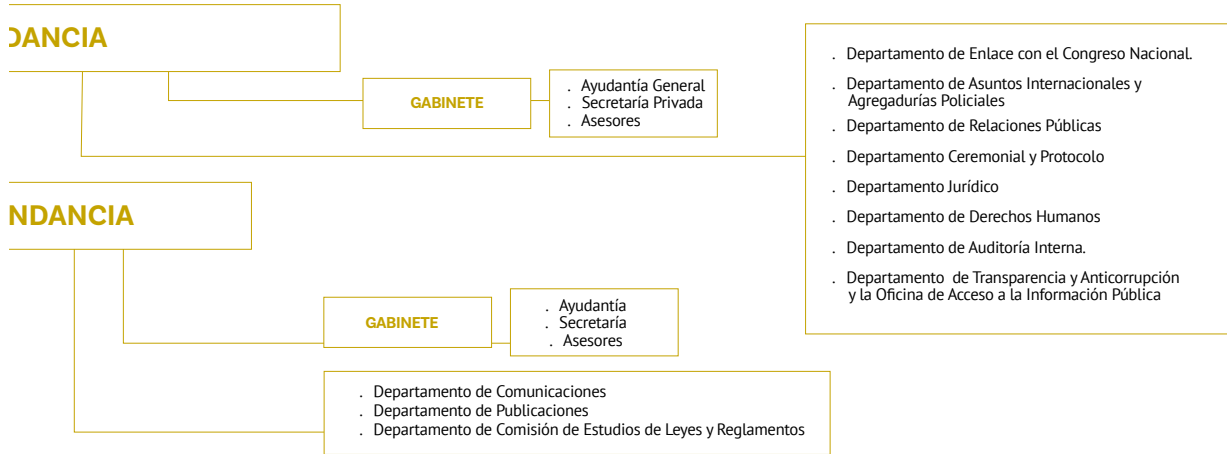 DANCIA
GABINETE
. Ayudantía General
. Secretaría Privada
. Asesores
. Departamento de Enlace con el Congreso Nacional.
. Departamento de Asuntos Internacionales y
Agregadurías Policiales
. Departamento de Relaciones Públicas
. Departamento Ceremonial y Protocolo
. Departamento Jurídico
. Departamento de Derechos Humanos
. Departamento de Auditoría Interna.
. Departamento de Transparencia y Anticorrupción
y la Oficina de Acceso a la Información Pública
NDANCIA
GABINETE
. Ayudantía
. Secretaría
. Asesores
. Departamento de Comunicaciones
. Departamento de Publicaciones
. Departamento de Comisión de Estudios de Leyes y Reglamentos